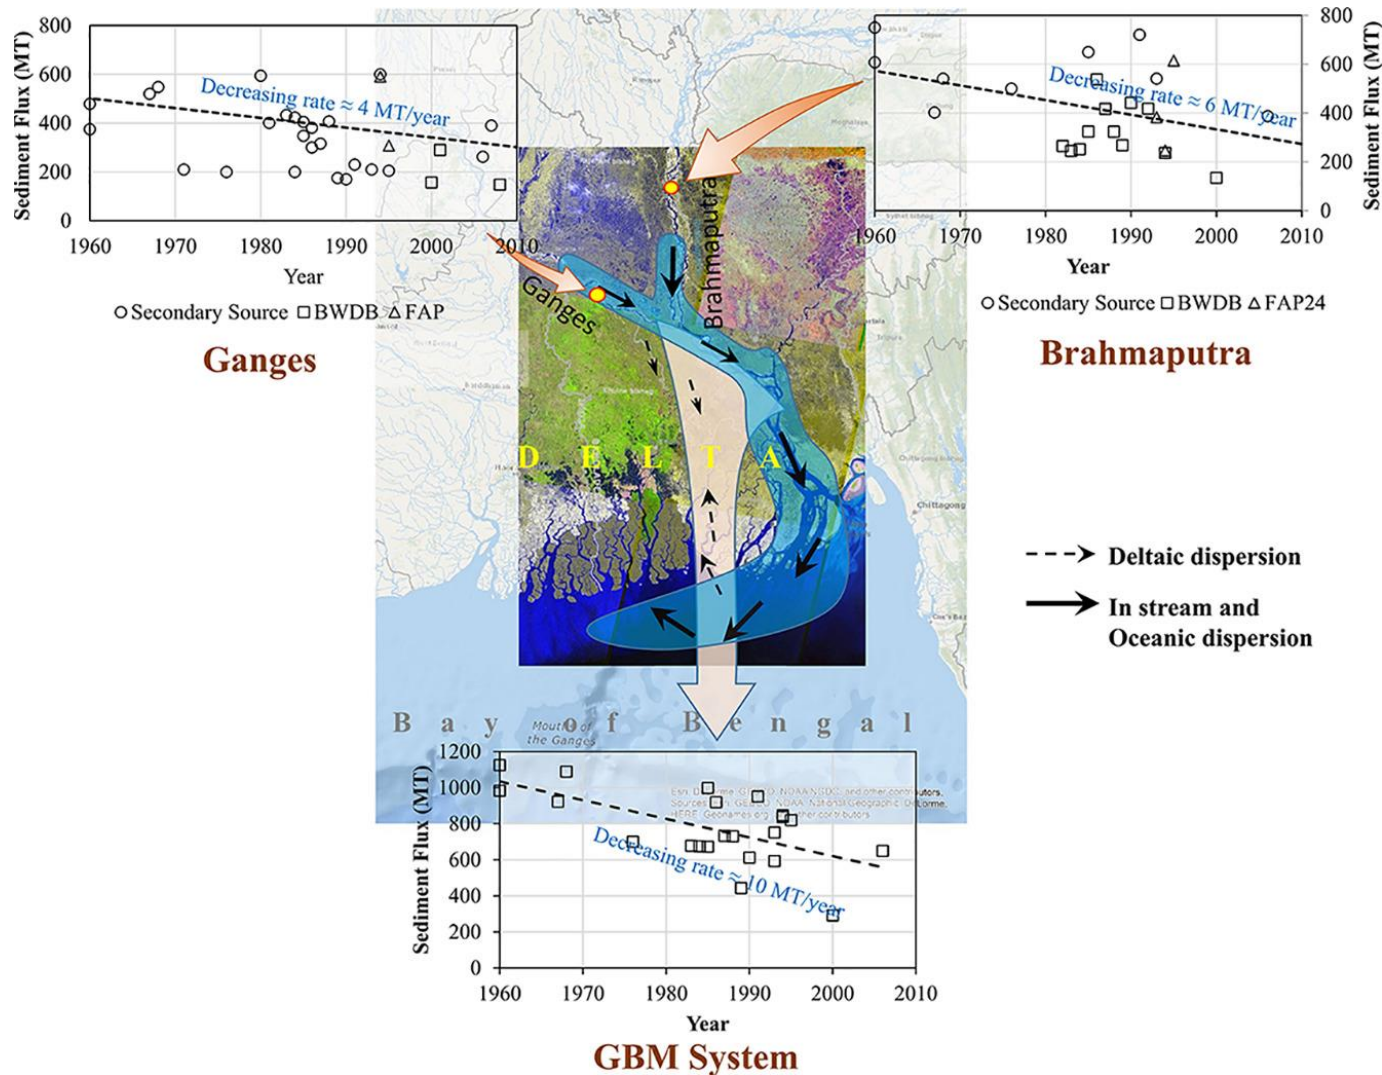 Sediment Flux (MT)
800
600
400
200
0
Decreasing rate ≈ 4 MT/year
1960
1970
1980
1990
2000
2010
Year
Secondary Source BWDB FAP
Ganges
800
600
400
200
0
Sediment Flux (MT)
Decreasing rate ≈ 6 MT/year
1960
1970
1980
1990
2000
2010
Year
Secondary Source BWDB FAP24
Brahmaputra
Ganges
Brahmaputra
D E L T A
Chittagong
Deltaic dispersion
In stream and
Oceanic dispersion
Bay of Bengal
Mouths of
the Ganges
Sediment Flux (MT)
1200
1000
800
600
400
200
0
Decreasing rate ≈ 10 MT/year
1960
1970
1980
1990
2000
2010
Year
GBM System